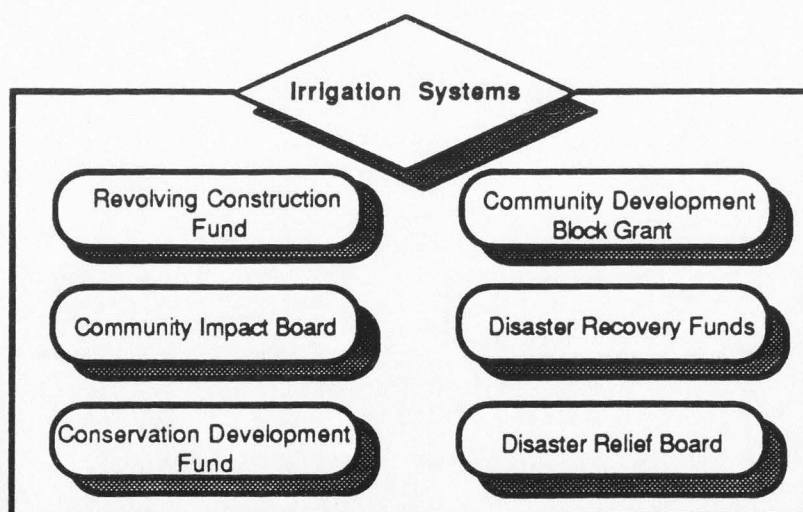 Irrigation Systems
Revolving Construction
Fund
Community Development
Block Grant
Community Impact Board
Disaster Recovery Funds
Conservation Development
Fund
Disaster Relief Board